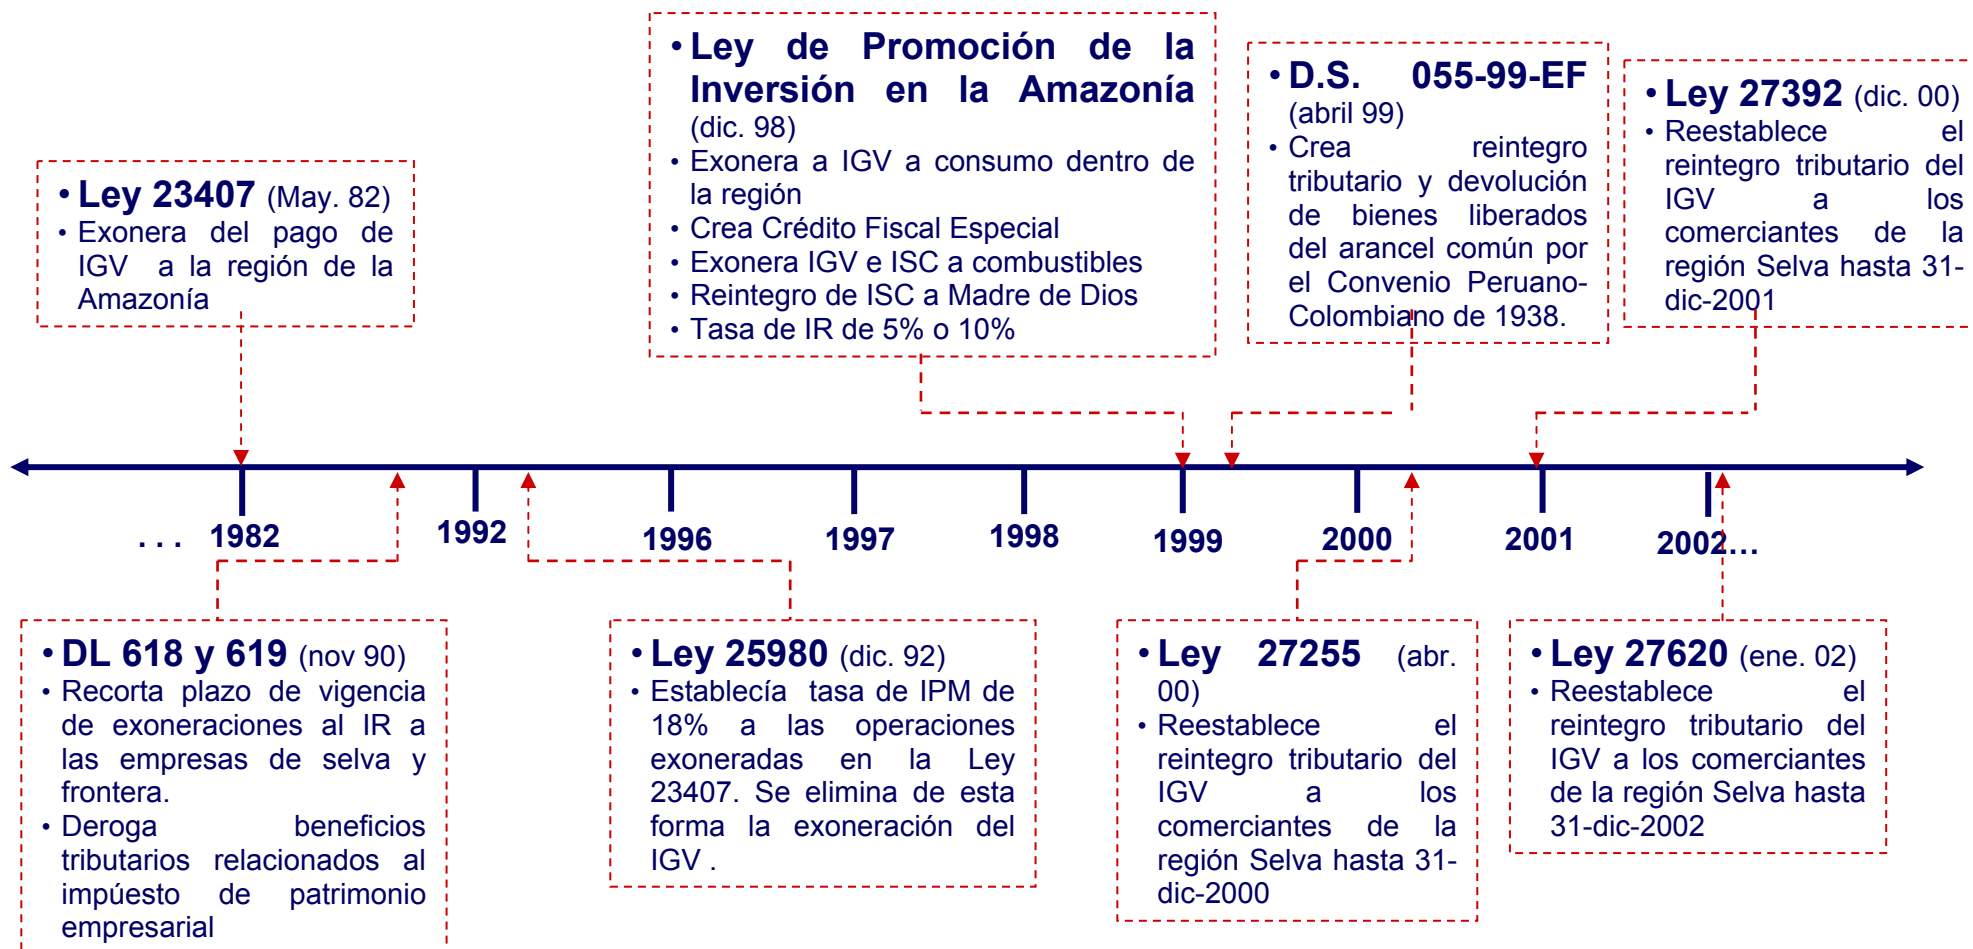 • Ley de Promoción de la
Inversión en la Amazonía
(dic. 98)
• Exonera a IGV a consumo dentro de
la región
• Crea Crédito Fiscal Especial
• Exonera IGV e ISC a combustibles
• Reintegro de ISC a Madre de Dios
• Tasa de IR de 5% o 10%
• D.S. 055-99-EF
(abril 99)
• Crea reintegro
tributario y devolución
de bienes liberados
del arancel común por
el Convenio Peruano-
Colombiano de 1938.
• Ley 27392 (dic. 00)
• Reestablece el
reintegro tributario del
IGV a los
comerciantes de la
región Selva hasta 31-
dic-2001
• Ley 23407 (May. 82)
• Exonera del pago de
IGV a la región de la
Amazonía
. . . 1982 1992 1996 1997 1998 1999 2000 2001 2002...
• DL 618 y 619 (nov 90)
• Recorta plazo de vigencia
de exoneraciones al IR a
las empresas de selva y
frontera.
• Deroga beneficios
tributarios relacionados al
impúesto de patrimonio
empresarial
• Ley 25980 (dic. 92)
• Establecía tasa de IPM de
18% a las operaciones
exoneradas en la Ley
23407. Se elimina de esta
forma la exoneración del
IGV .
• Ley 27255 (abr.
00)
• Reestablece el
reintegro tributario del
IGV a los
comerciantes de la
región Selva hasta 31-
dic-2000
• Ley 27620 (ene. 02)
• Reestablece el
reintegro tributario del
IGV a los comerciantes
de la región Selva hasta
31-dic-2002